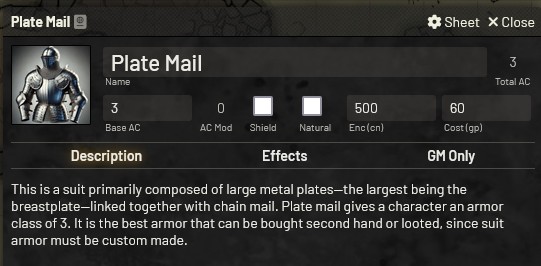 Plate Mail Sheet Close
Plate Mail 3
Name Total AC
3 0 500 60
Base AC AC Mod Shield Natural Enc(cn) Cost(gp)
Description Effects GM Only
This is a suit primarily composed of large metal plates—the largest being the
breastplate—linked together with chain mail. Plate mail gives a character an armor
class of 3. It is the best armor that can be bought second hand or looted, since suit
armor must be custom made.